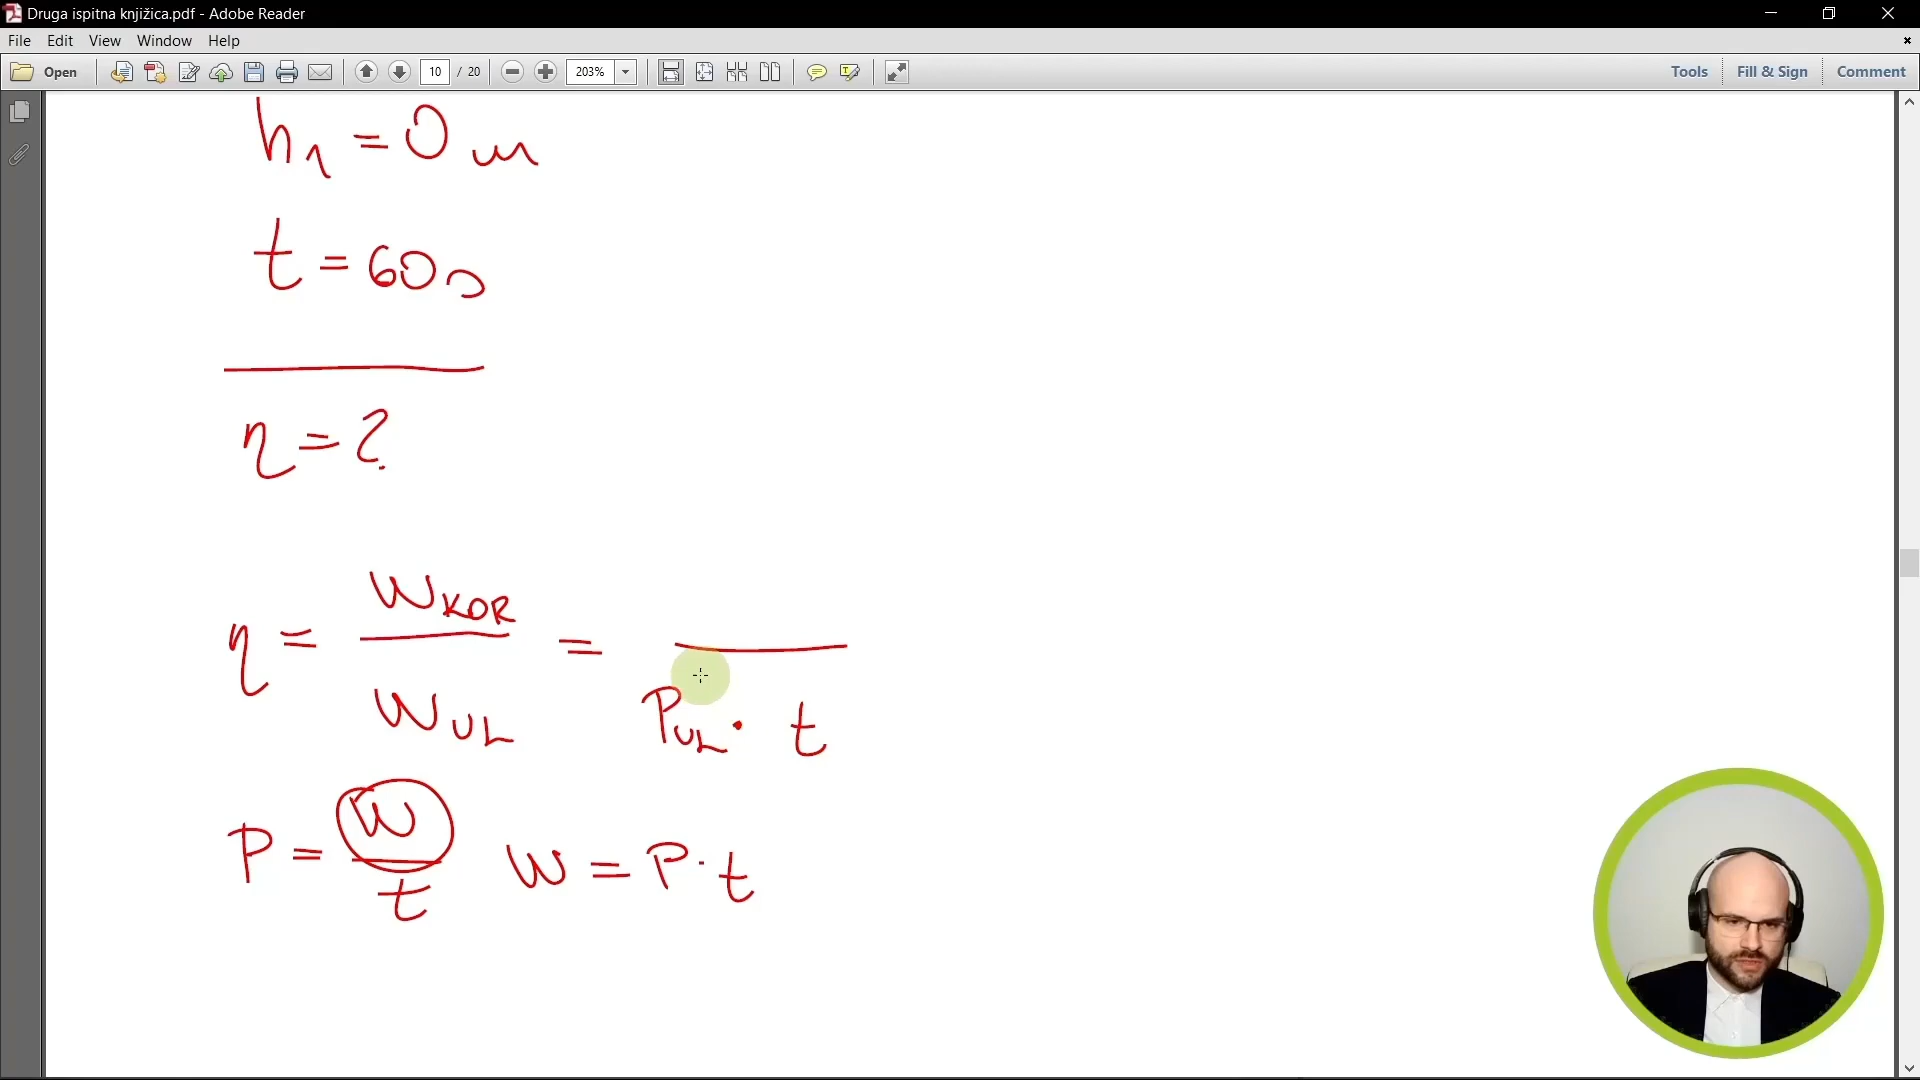 Druga ispitna knjižica.pdf - Adobe Reader
File Edit View Window Help
Open 10 / 20 203% Tools Fill & Sign Comment
h₁ = 0 m
t = 60 s
η = ?
η = W_KOR / W_UL = / P_UL · t
P = W / t W = P · t